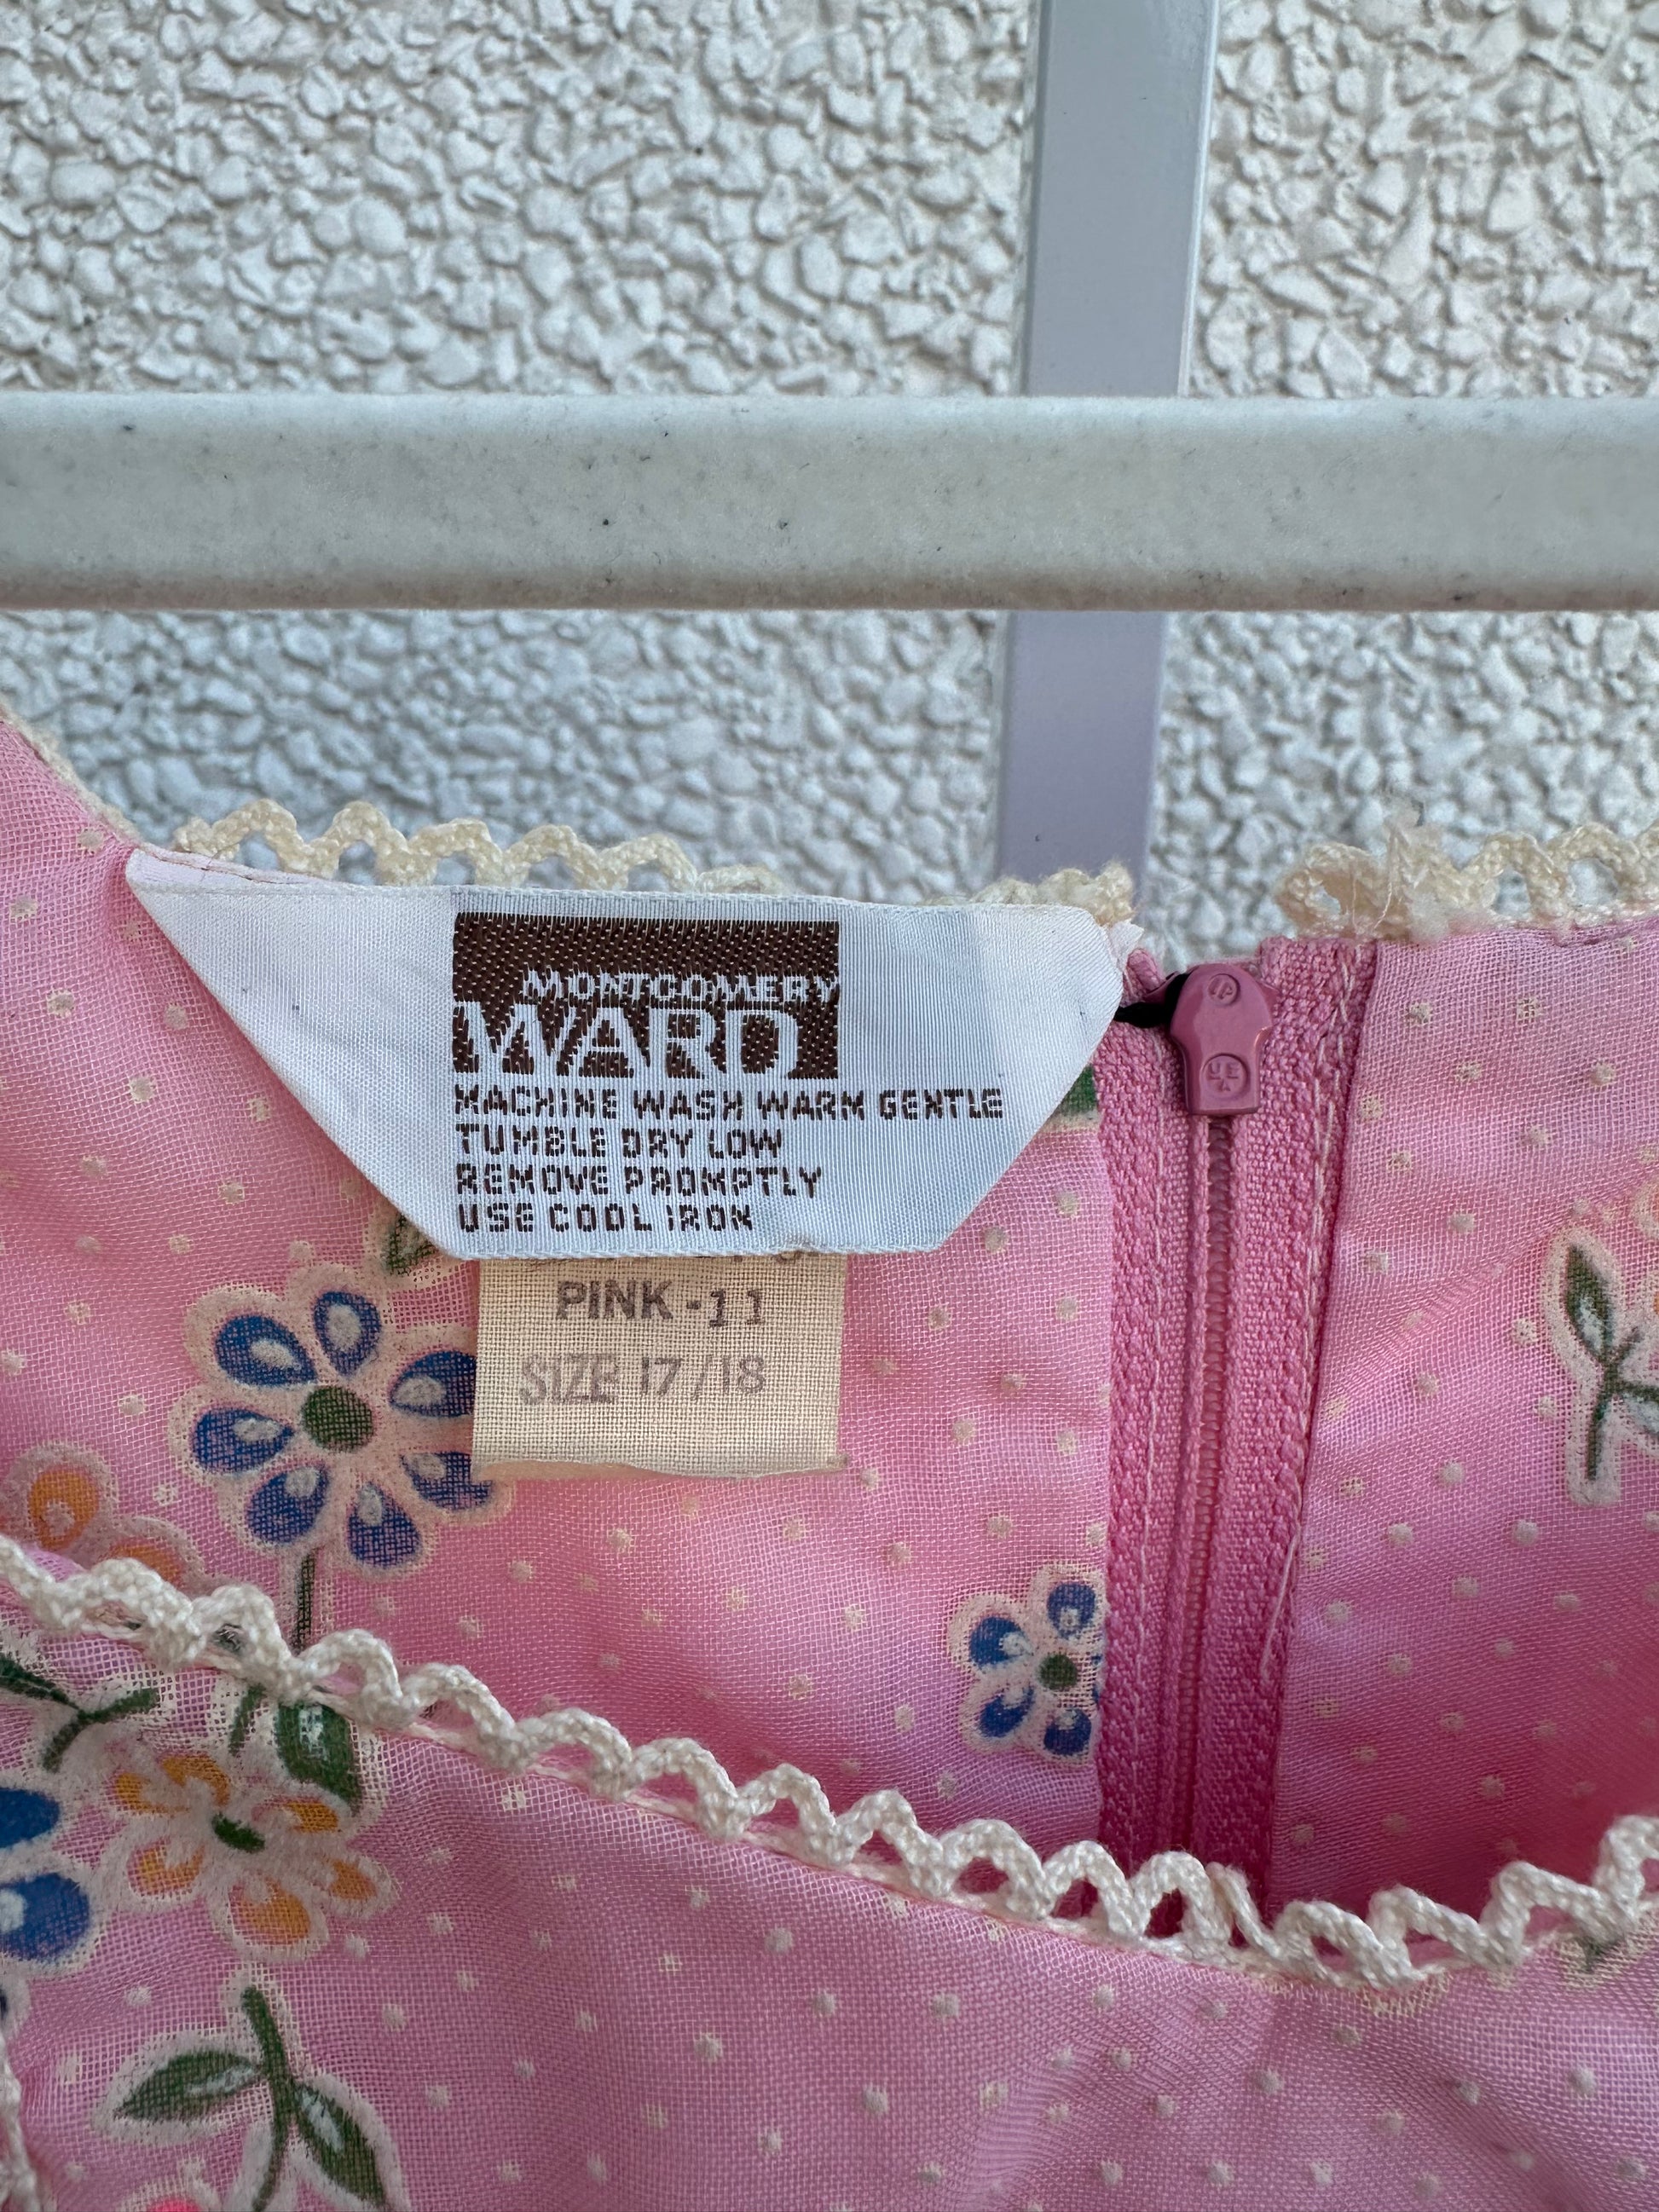 MONTGOMERY
WARD
MACHINE WASH WARM GENTLE
TUMBLE DRY LOW
REMOVE PROMPTLY
USE COOL IRON
PINK -11
SIZE 17/18